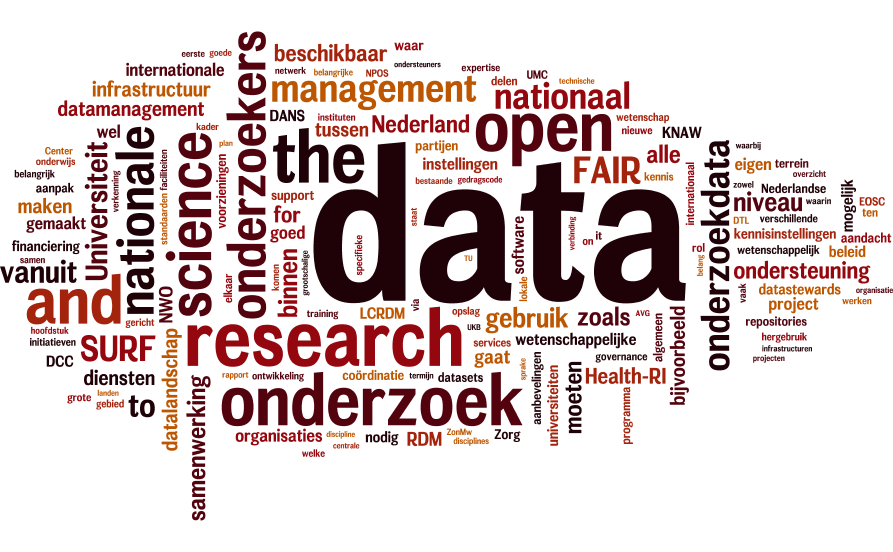 eerste
goede
onderzoekers
beschikbaar
waar
ondersteuners
internationale
netwerk
belangrijke
NPOS
expertise
infrastructuur
management
delen
UMC
technische
datamanagement
nationaal
DANS
instituten
tussen
Nederland
open
wetenschap
nieuwe
KNAW
wel
kader
plan
the
partijen
instellingen
FAIR
alle
kennis
bestaande
gedragscode
data
Center
onderwijs
belangrijk
aanpak
maken
gemaakt
Universiteit
verkenning
nationale
faciliteiten
standaarden
science
voorzieningen
support
for
goed
specifieke
staat
TU
software
lokale
verbinding
on
it
internationaal
onderzoekdata
waarbij
eigen
terrein
overzicht
zowel
Nederlandse
niveau
waarin
mogelijk
EOSC
ten
DTL
verschillende
kennisinstellingen
aandacht
rol
wetenschappelijk
beleid
belang
ondersteuning
vaak
datastewards
organisatie
project
werken
repositories
hergebruik
infrastructuren
projecten
financiering
samen
vanuit
and
gericht
NWO
elkaar
komen
grootschalige
binnen
training
LCRDM
via
opslag
UKB
gebruik
zoals
AVG
algemeen
bijvoorbeeld
hoofdstuk
initiatieven
SURF
DCC
diensten
landen
grote
gebied
to
datalandschap
samenwerking
research
services
gaat
wetenschappelijke
sprake
governance
rapport
ontwikkeling
coördinatie
termijn
datasets
aanbevelingen
universiteiten
moeten
Health-RI
programma
onderzoek
organisaties
discipline
centrale
welke
nodig
RDM
ZonMw
disciplines
Zorg